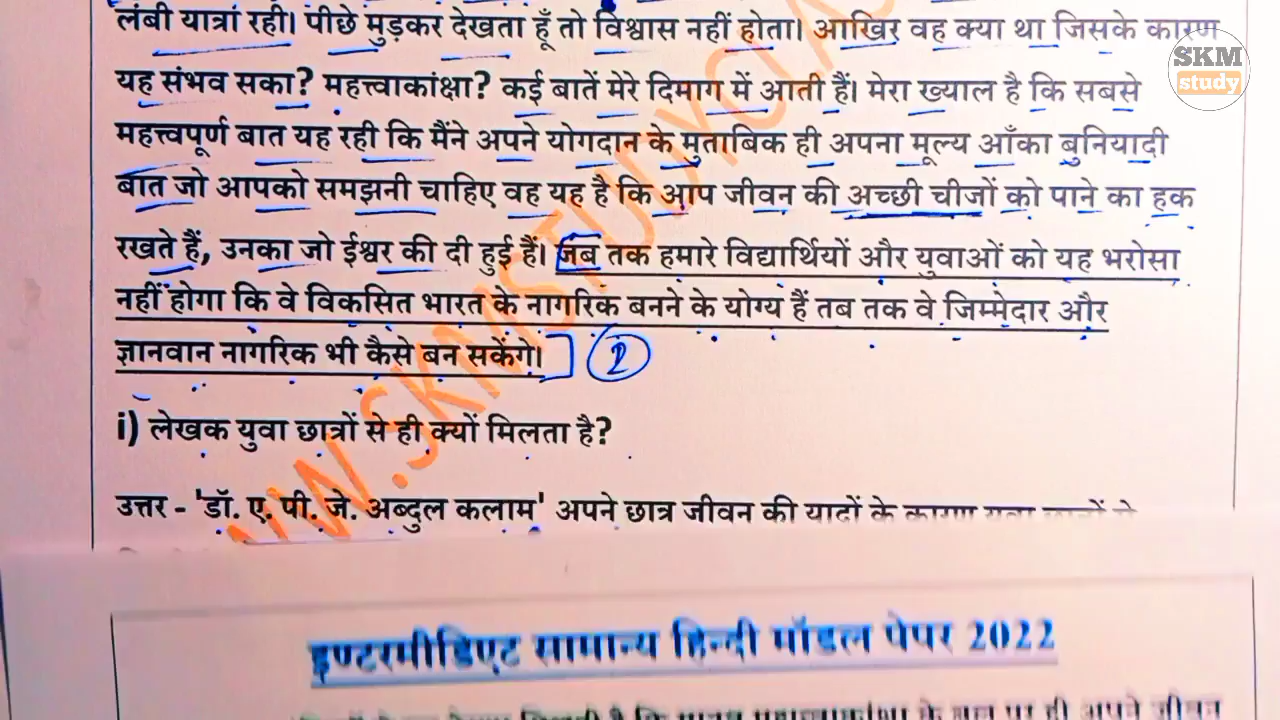 लंबी यात्रा रही। पीछे मुड़कर देखता हूँ तो विश्वास नहीं होता। आखिर वह क्या था जिसके कारण
SKM
study
यह संभव सका? महत्त्वाकांक्षा? कई बातें मेरे दिमाग में आती हैं। मेरा ख्याल है कि सबसे
महत्त्वपूर्ण बात यह रही कि मैंने अपने योगदान के मुताबिक ही अपना मूल्य आँका बुनियादी
बात जो आपको समझनी चाहिए वह यह है कि आप जीवन की अच्छी चीजों को पाने का हक
रखते हैं, उनका जो ईश्वर की दी हुई हैं। जब तक हमारे विद्यार्थियों और युवाओं को यह भरोसा
नहीं होगा कि वे विकसित भारत के नागरिक बनने के योग्य हैं तब तक वे जिम्मेदार और
ज्ञानवान नागरिक भी कैसे बन सकेंगे।
i) लेखक युवा छात्रों से ही क्यों मिलता है?
उत्तर - 'डॉ. ए. पी. जे. अब्दुल कलाम' अपने छात्र जीवन की यादों के कारण युवा छात्रों से
इण्टरमीडिएट सामान्य हिन्दी मॉडल पेपर 2022